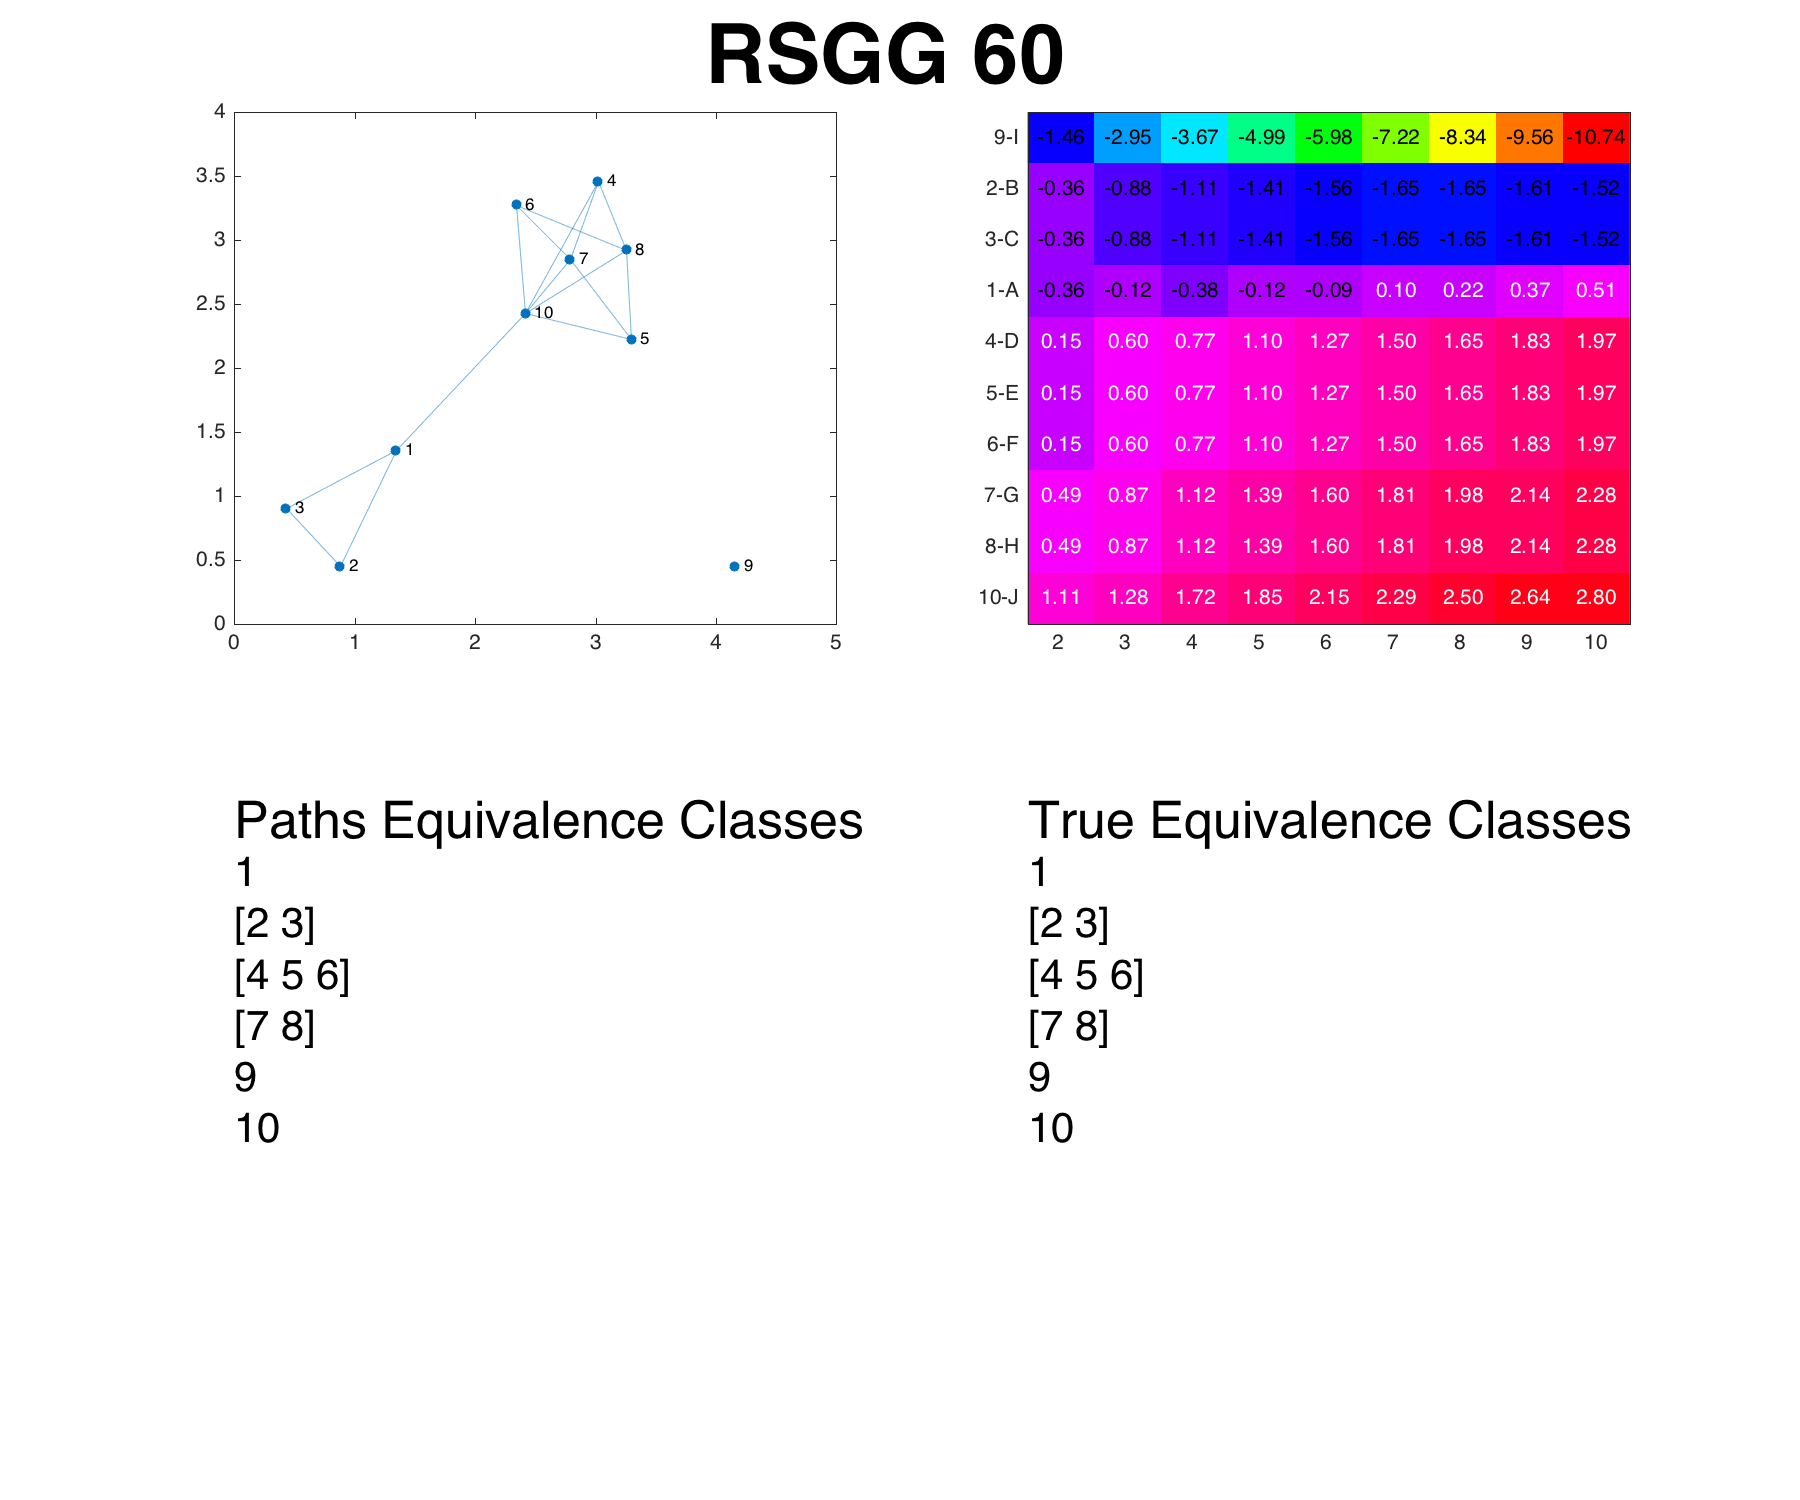 RSGG 60
4
3.5
3
2.5
2
1.5
1
0.5
0
0 1 2 3 4 5
4
6
8
7
10
5
1
3
2
9
9-I -1.46 -2.95 -3.67 -4.99 -5.98 -7.22 -8.34 -9.56 -10.74
2-B -0.36 -0.88 -1.11 -1.41 -1.56 -1.65 -1.65 -1.61 -1.52
3-C -0.36 -0.88 -1.11 -1.41 -1.56 -1.65 -1.65 -1.61 -1.52
1-A -0.36 -0.12 -0.38 -0.12 -0.09 0.10 0.22 0.37 0.51
4-D 0.15 0.60 0.77 1.10 1.27 1.50 1.65 1.83 1.97
5-E 0.15 0.60 0.77 1.10 1.27 1.50 1.65 1.83 1.97
6-F 0.15 0.60 0.77 1.10 1.27 1.50 1.65 1.83 1.97
7-G 0.49 0.87 1.12 1.39 1.60 1.81 1.98 2.14 2.28
8-H 0.49 0.87 1.12 1.39 1.60 1.81 1.98 2.14 2.28
10-J 1.11 1.28 1.72 1.85 2.15 2.29 2.50 2.64 2.80
2 3 4 5 6 7 8 9 10
Paths Equivalence Classes
1
[2 3]
[4 5 6]
[7 8]
9
10
True Equivalence Classes
1
[2 3]
[4 5 6]
[7 8]
9
10